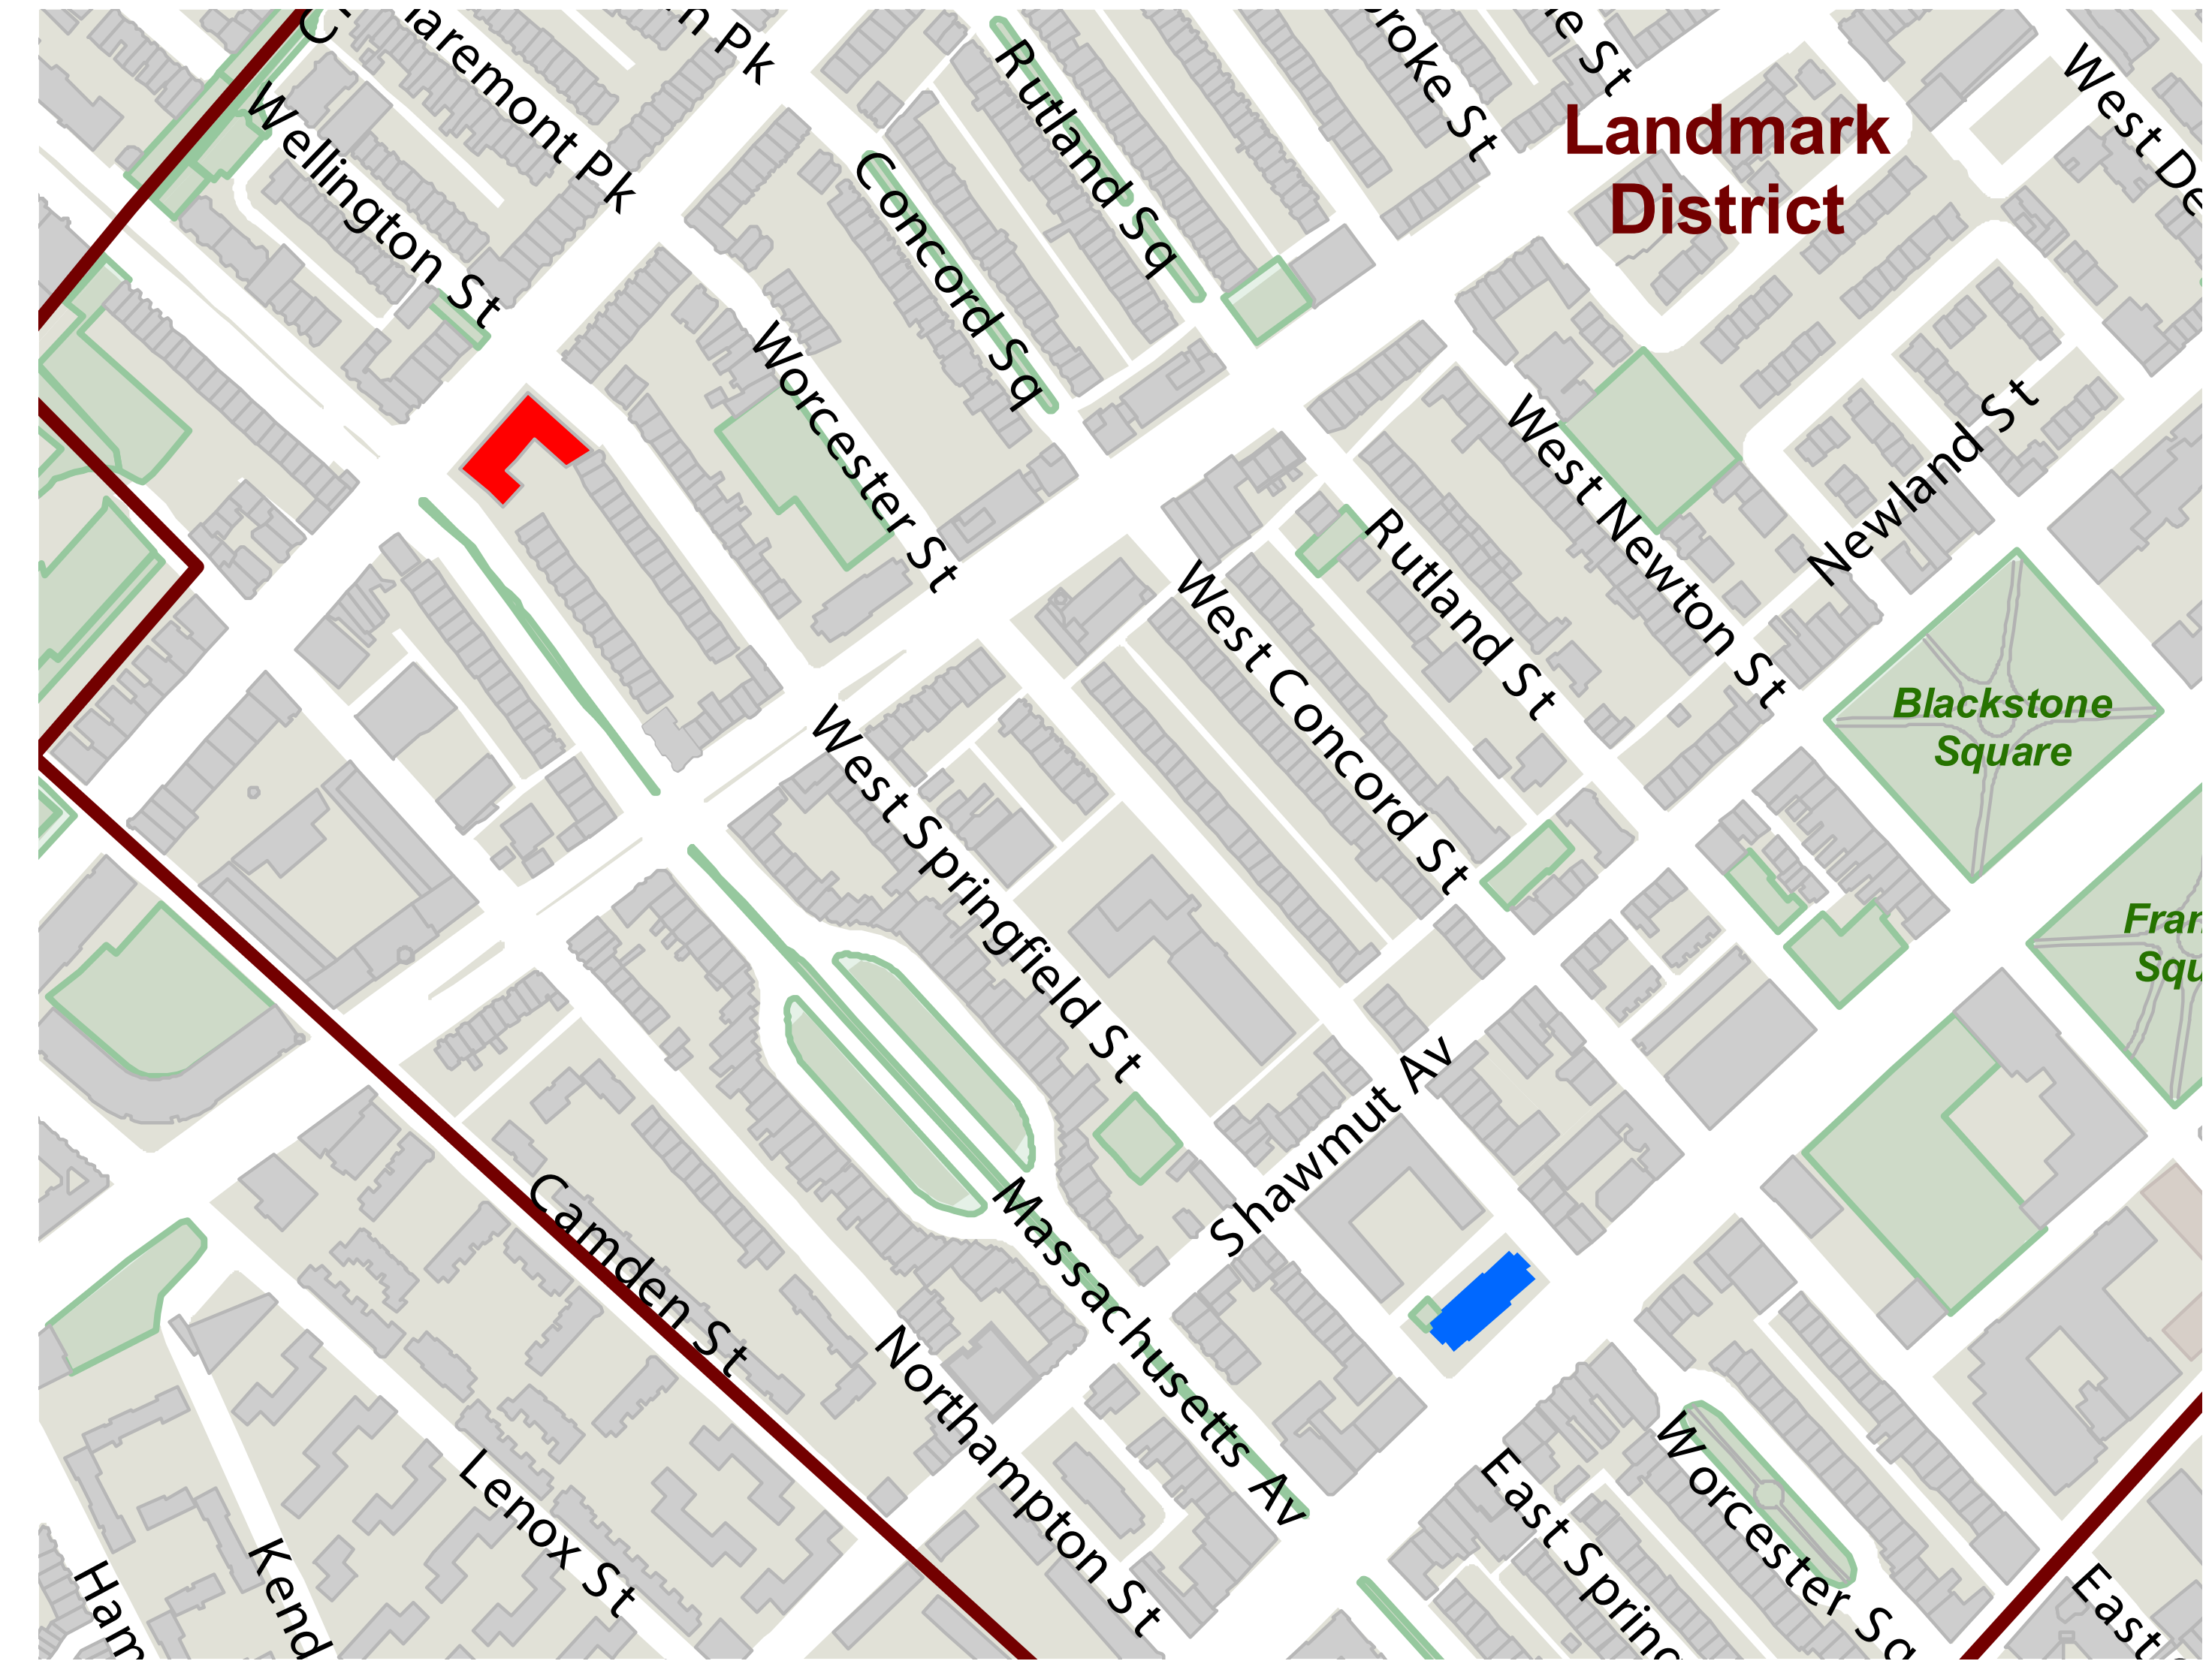 Claremont Pk
Rutland Sq
Landmark
District
Wellington St
Concord Sq
Worcester St
West Newton St
Newland St
Rutland St
West Concord St
Blackstone
Square
West Springfield St
Shawmut Av
Massachusetts Av
Camden St
Northampton St
Lenox St
Worcester Sq